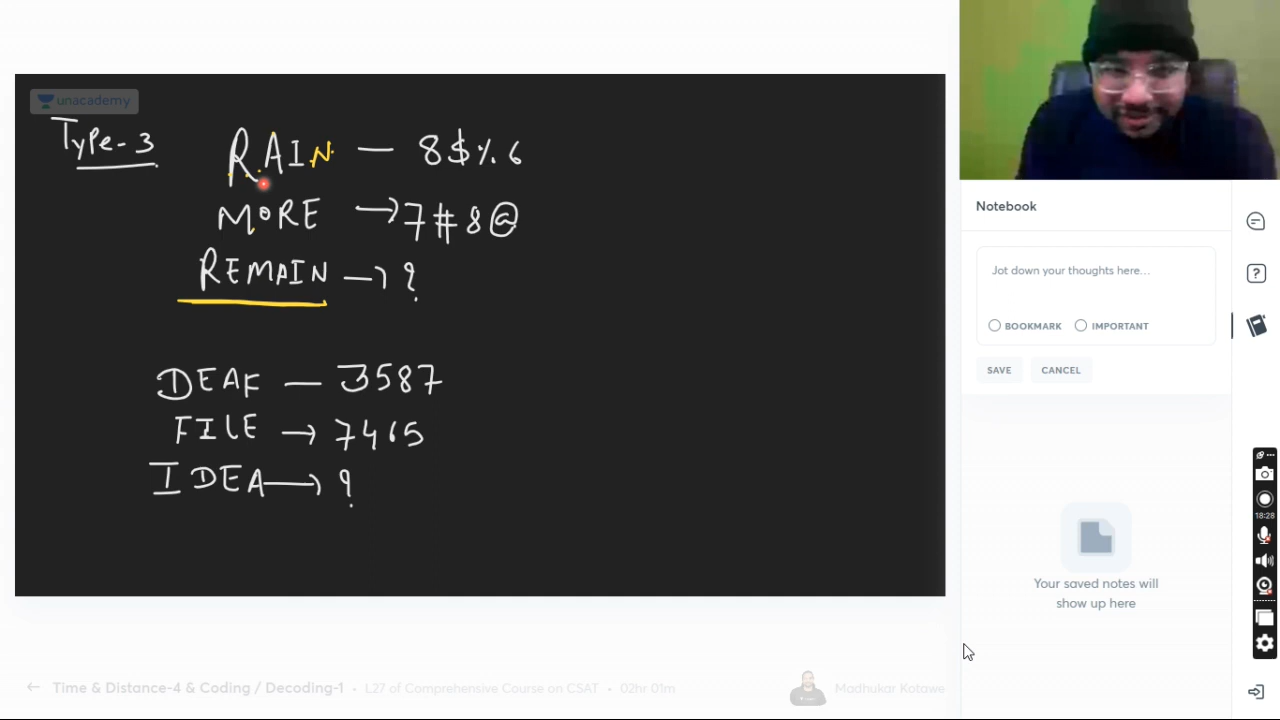 unacademy
Type-3
RAIN — 8$%6
MORE → 7#8@
REMAIN → ?
DEAF — 3587
FILE → 7465
IDEA → ?
Notebook
Jot down your thoughts here...
BOOKMARK
IMPORTANT
SAVE
CANCEL
18:28
Your saved notes will
show up here
← Time & Distance-4 & Coding / Decoding-1 • L27 of Comprehensive Course on CSAT • 02hr 01m
Madhukar Kotawe